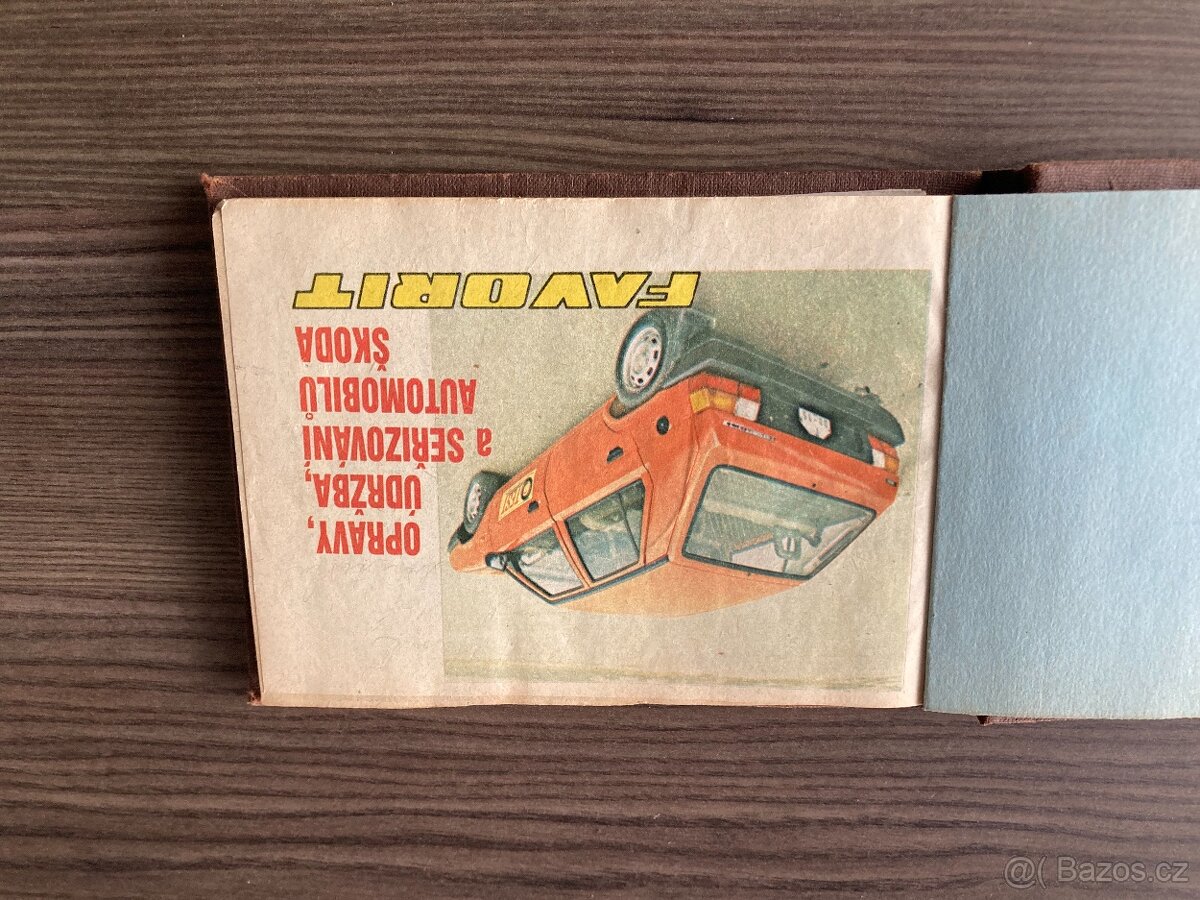 OPRAVY,
ÚDRŽBA,
a SEŘIZOVÁNÍ
AUTOMOBILŮ
ŠKODA
FAVORIT
@( Bazos.cz